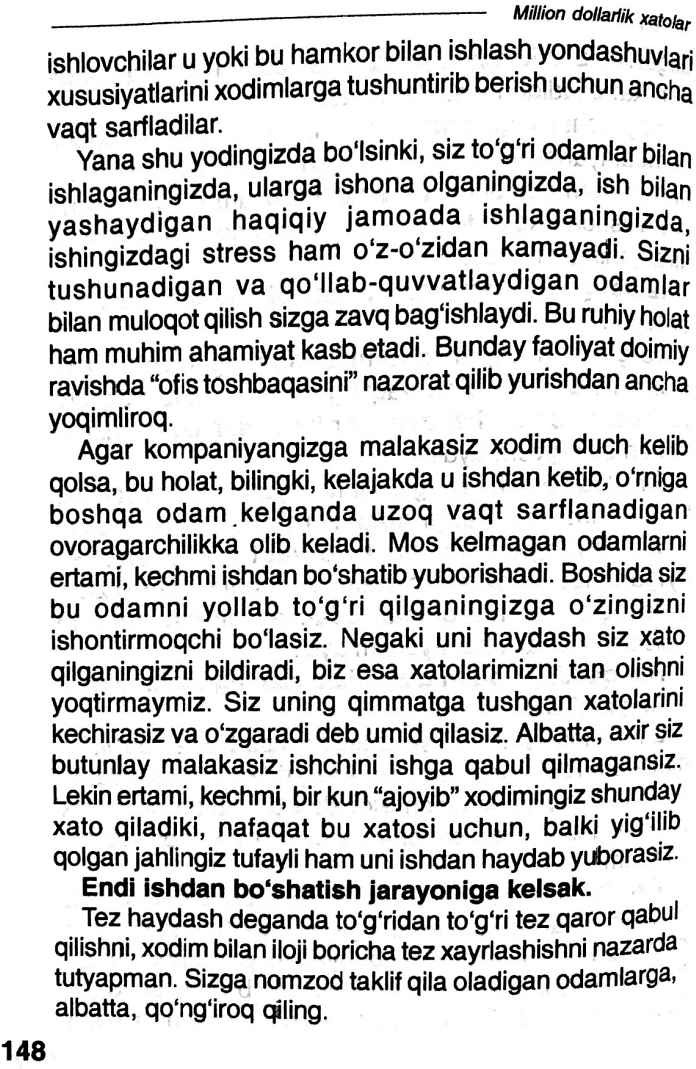 Million dollarlik xatolar
ishlovchilar u yoki bu hamkor bilan ishlash yondashuvlari
xususiyatlarini xodimlarga tushuntirib berish uchun ancha
vaqt sarfladilar.
Yana shu yodingizda bo‘lsinki, siz to‘g‘ri odamlar bilan
ishlaganingizda, ularga ishona olganingizda, ish bilan
yashaydigan haqiqiy jamoada ishlaganingizda,
ishingizdagi stress ham o‘z-o‘zidan kamayadi. Sizni
tushunadigan va qo‘llab-quvvatlaydigan odamlar
bilan muloqot qilish sizga zavq bag‘ishlaydi. Bu ruhiy holat
ham muhim ahamiyat kasb etadi. Bunday faoliyat doimiy
ravishda “ofis toshbaqasini” nazorat qilib yurishdan ancha
yoqimliroq.
Agar kompaniyangizga malakasiz xodim duch kelib
qolsa, bu holat, bilingki, kelajakda u ishdan ketib, o‘rniga
boshqa odam kelganda uzoq vaqt sarflanadigan
ovoragarchilikka olib keladi. Mos kelmagan odamlarni
ertami, kechmi ishdan bo‘shatib yuborishadi. Boshida siz
bu odamni yollab to‘g‘ri qilganingizga o‘zingizni
ishontirmoqchi bo‘lasiz. Negaki uni haydash siz xato
qilganingizni bildiradi, biz esa xatolarimizni tan olishni
yoqtirmaymiz. Siz uning qimmatga tushgan xatolarini
kechirasiz va o‘zgaradi deb umid qilasiz. Albatta, axir siz
butunlay malakasiz ishchini ishga qabul qilmagansiz.
Lekin ertami, kechmi, bir kun “ajoyib” xodimingiz shunday
xato qiladiki, nafaqat bu xatosi uchun, balki yig‘ilib
qolgan jahlingiz tufayli ham uni ishdan haydab yuborasiz.
Endi ishdan bo‘shatish jarayoniga kelsak.
Tez haydash deganda to‘g‘ridan to‘g‘ri tez qaror qabul
qilishni, xodim bilan iloji boricha tez xayrlashishni nazarda
tutyapman. Sizga nomzod taklif qila oladigan odamlarga,
albatta, qo‘ng‘iroq qiling.
148